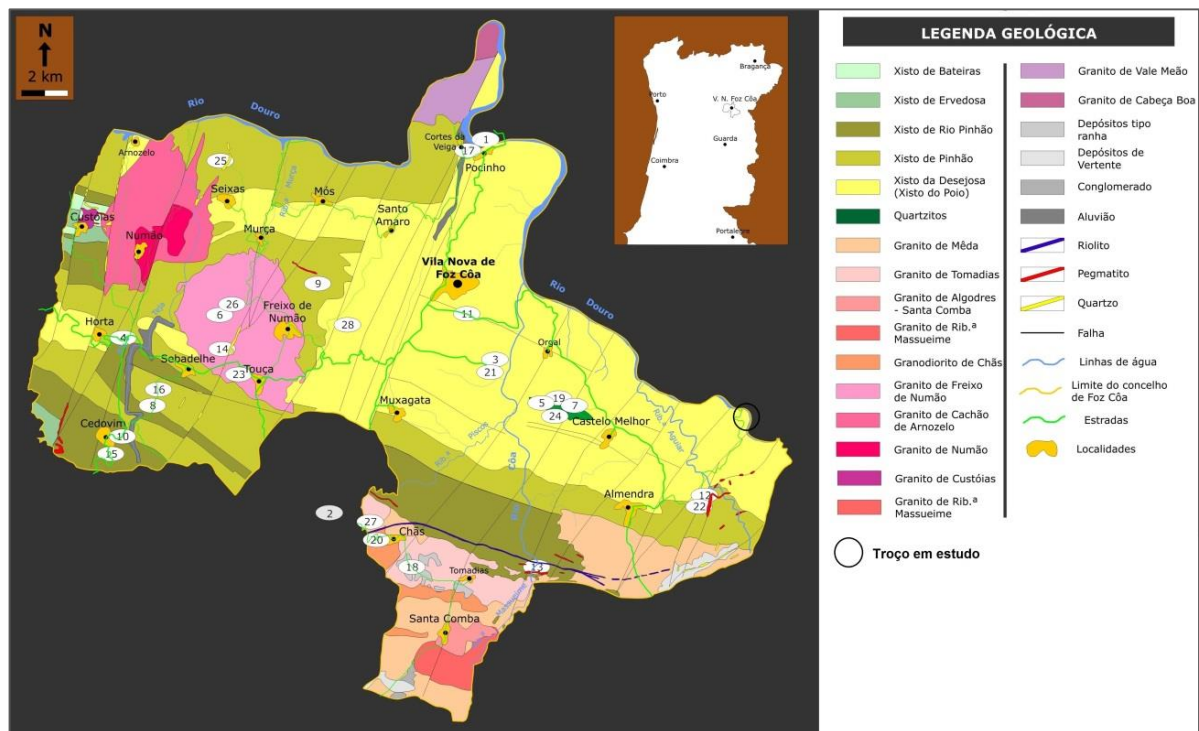 N
2 km
Rio
Douro
Arnozelo
25
Seixas
Rib.ª Murça
Mós
Cortes da
Veiga
17
1
Pocinho
Custóias
Numão
Murça
Santo
Amaro
Vila Nova de
Foz Côa
9
26
6
Freixo de
Numão
28
11
Rio
Douro
Horta
4
14
Sebadelhe
23
Touça
3
21
Orgal
16
8
Muxagata
5
19
7
24
Castelo Melhor
Rib.ª Aguiar
Cedovim
10
15
Rib.ª Piscos
Côa
Rio
Almendra
12
22
2
27
20
Chãs
18
Tomadias
13
Massueime
Santa Comba
Bragança
Porto
V. N. Foz Côa
Guarda
Coimbra
Portalegre
LEGENDA GEOLÓGICA
Xisto de Bateiras
Xisto de Ervedosa
Xisto de Rio Pinhão
Xisto de Pinhão
Xisto da Desejosa
(Xisto do Poio)
Quartzitos
Granito de Mêda
Granito de Tomadias
Granito de Algodres
- Santa Comba
Granito de Rib.ª
Massueime
Granodiorito de Chãs
Granito de Freixo
de Numão
Granito de Cachão
de Arnozelo
Granito de Numão
Granito de Custóias
Granito de Rib.ª
Massueime
Granito de Vale Meão
Granito de Cabeça Boa
Depósitos tipo
ranha
Depósitos de
Vertente
Conglomerado
Aluvião
Riolito
Pegmatito
Quartzo
Falha
Linhas de água
Limite do concelho
de Foz Côa
Estradas
Localidades
Troço em estudo